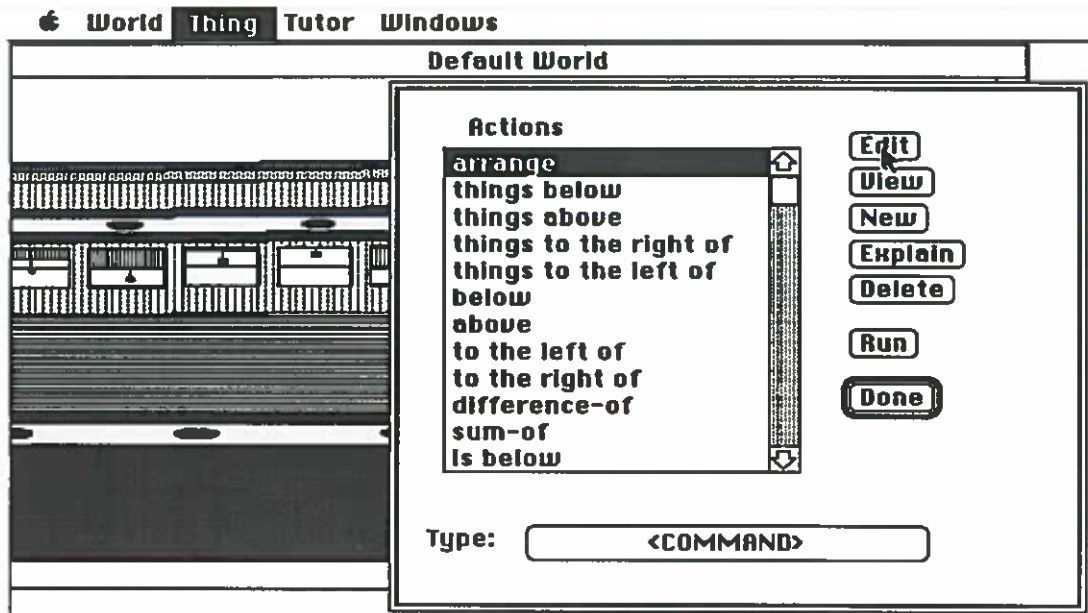 World Thing Tutor Windows
Default World
Actions
arrange
things below
things above
things to the right of
things to the left of
below
above
to the left of
to the right of
difference-of
sum-of
is below
Edit
View
New
Explain
Delete
Run
Done
Type: <COMMAND>